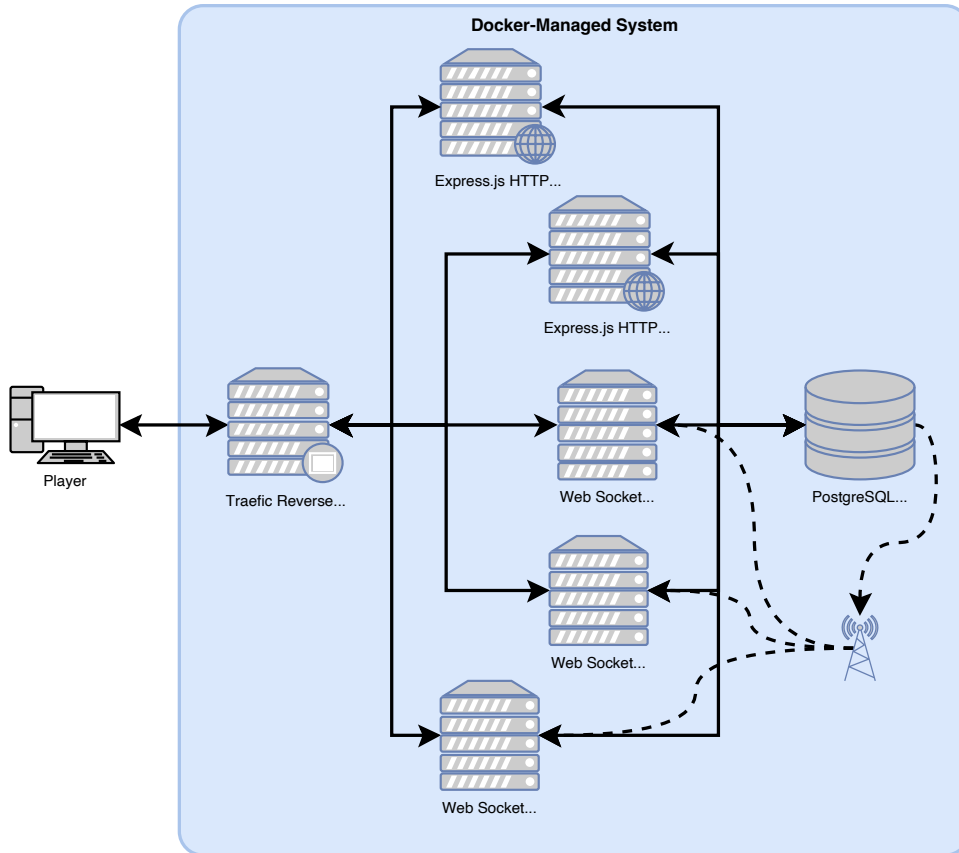 Docker-Managed System
Express.js HTTP...
Express.js HTTP...
Player
Traefic Reverse...
Web Socket...
PostgreSQL...
Web Socket...
Web Socket...